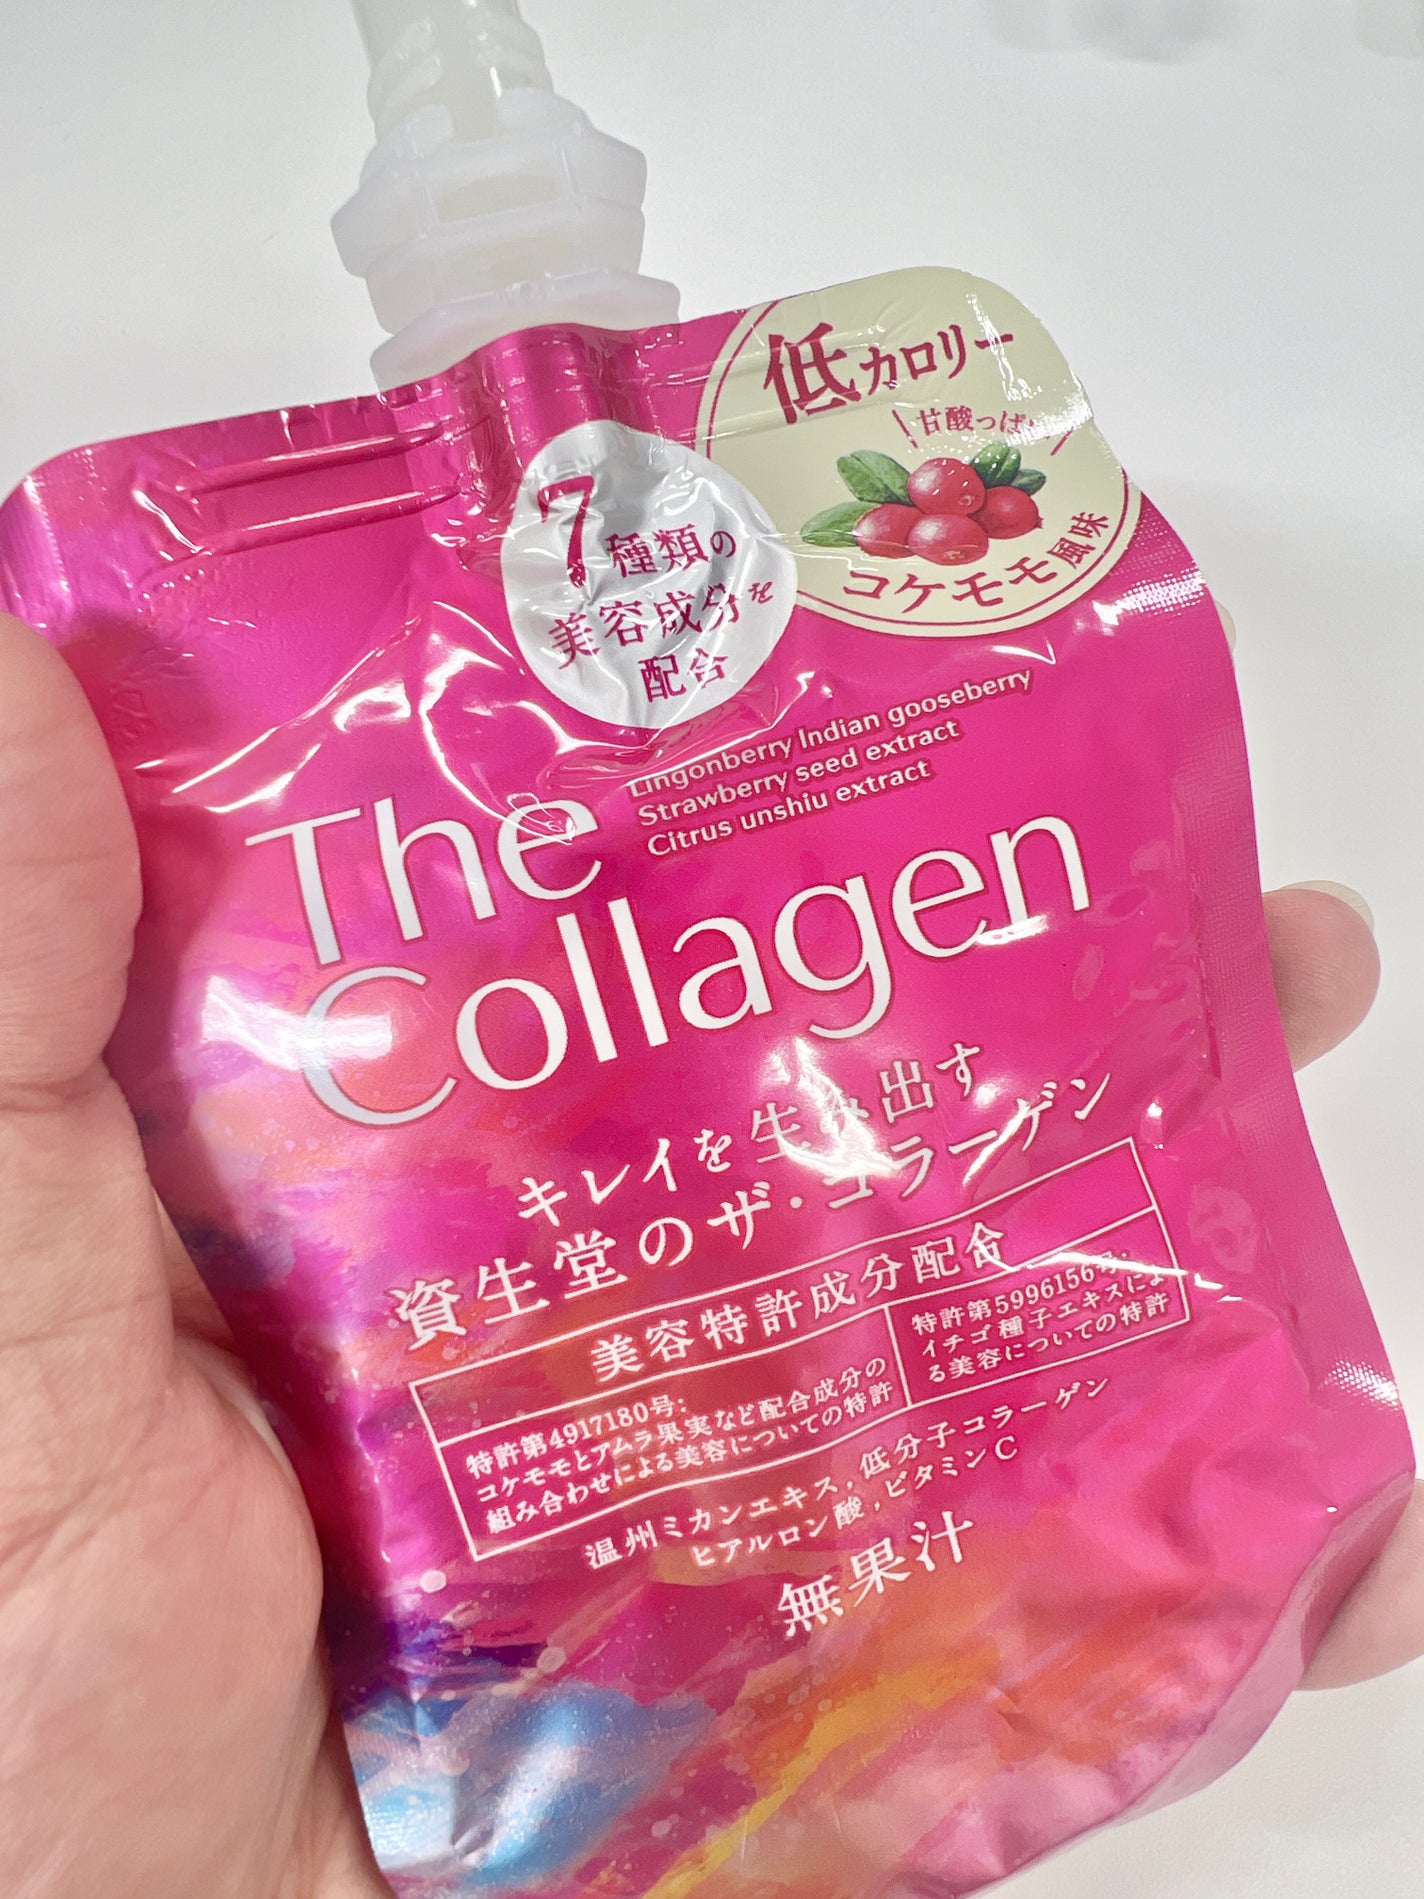 低カロリー
甘酸っぱ
コケモモ風味
7種類の
美容成分を
配合
Lingonberry Indian gooseberry
Strawberry seed extract
Citrus unshiu extract
The
Collagen
キレイを生み出す
資生堂のザ・コラーゲン
美容特許成分配合
特許第4917180号:
コケモモとアムラ果実など配合成分の
組み合わせによる美容についての特許
特許第5996156号:
イチゴ種子エキスによ
る美容についての特許
温州ミカンエキス, 低分子コラーゲン
ヒアルロン酸, ビタミンC
無果汁